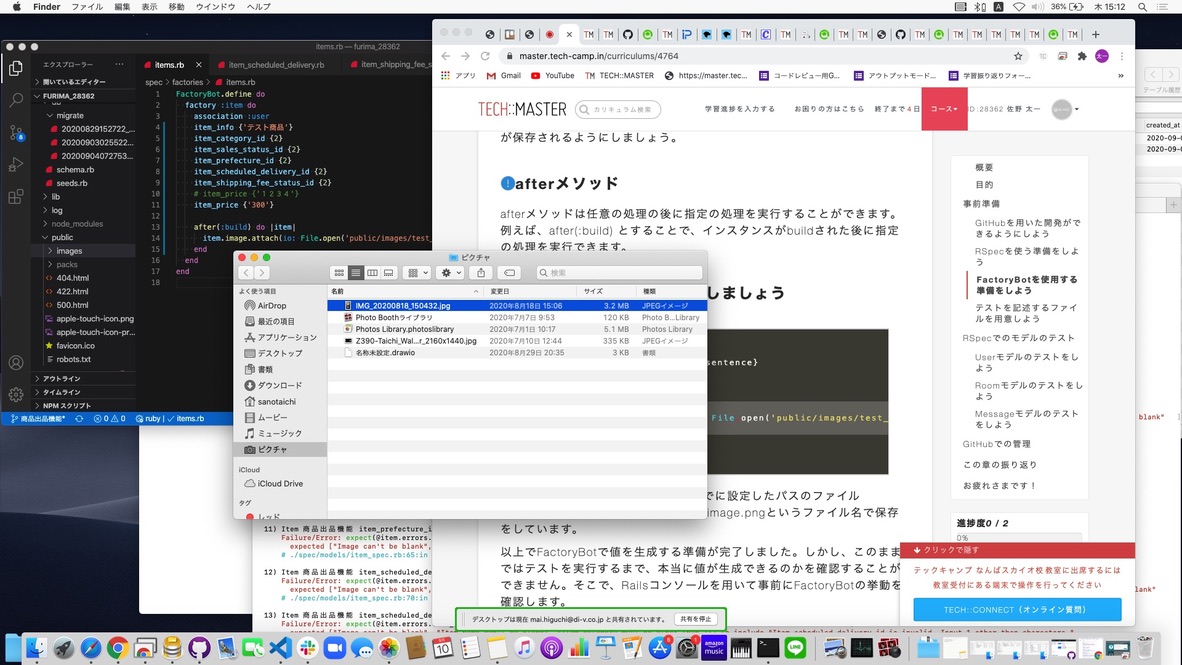 Finder ファイル 編集 表示 移動 ウインドウ ヘルプ
36% 木 15:12
items.rb — furima_28362
エクスプローラー
開いているエディター
FURIMA_28362
migrate
20200829152722_...
20200903025522...
20200904072753...
schema.rb
seeds.rb
lib
log
node_modules
public
images
packs
404.html
422.html
500.html
apple-touch-icon.png
apple-touch-icon-pr...
favicon.ico
robots.txt
アウトライン
タイムライン
NPM スクリプト
商品出品機能* 0 0 ruby | items.rb
items.rb item_scheduled_delivery.rb item_shipping_fee_s
spec > factories > items.rb
1 FactoryBot.define do
2 factory :item do
3 association :user
4 item_info {'テスト商品'}
5 item_category_id {2}
6 item_sales_status_id {2}
7 item_prefecture_id {2}
8 item_scheduled_delivery_id {2}
9 item_shipping_fee_status_id {2}
10 # item_price {'１２３４'}
11 item_price {'300'}
12
13 after(:build) do |item|
14 item.image.attach(io: File.open('public/images/test_
15 end
16 end
17 end
18
master.tech-camp.in/curriculums/4764
アプリ Gmail YouTube TECH::MASTER https://master.tec... コードレビュー用G... アウトプットモード... 学習振り返りフォー...
TECH::MASTER カリキュラム検索 学習進捗を入力する お困りの方はこちら 終了まで4日 コース ID:28362 佐野 太一
が保存されるようにしましょう。
afterメソッド
afterメソッドは任意の処理の後に指定の処理を実行することができます。
例えば、after(:build) とすることで、インスタンスがbuildされた後に指定
の処理を実行できます。
しましょう
sentence}
File open('public/images/test_
でに設定したパスのファイル
image.pngというファイル名で保存
をしています。
以上でFactoryBotで値を生成する準備が完了しました。しかし、このまま
ではテストを実行するまで、本当に値が生成できるのかを確認することが
できません。そこで、Railsコンソールを用いて事前にFactoryBotの挙動を
確認します。
概要
目的
事前準備
GitHubを用いた開発がで
きるようにしよう
RSpecを使う準備をしよ
う
FactoryBotを使用する
準備をしよう
テストを記述するファイ
ルを用意しよう
RSpecでのモデルのテスト
Userモデルのテストをし
よう
Roomモデルのテストをし
よう
Messageモデルのテスト
をしよう
GitHubでの管理
この章の振り返り
お疲れさまです！
進捗度0 / 2
0%
クリックで隠す
テックキャンプ なんばスカイオ校 教室に出席するには
教室受付にある端末で操作を行ってください
TECH::CONNECT（オンライン質問）
テーブル履歴
created_at
2020-09-0
2020-09-0
blank"
ピクチャ
検索
よく使う項目
AirDrop
最近の項目
アプリケーション
デスクトップ
書類
ダウンロード
sanotaichi
ムービー
ミュージック
ピクチャ
iCloud
iCloud Drive
タグ
レッド
名前 変更日 サイズ 種類
IMG_20200818_150432.jpg 2020年8月18日 15:06 3.2 MB JPEGイメージ
Photo Boothライブラリ 2020年7月7日 9:53 120 KB Photo B...Library
Photos Library.photoslibrary 2020年7月1日 10:17 5.1 MB Photos Library
Z390-Taichi_Wal...r_2160x1440.jpg 2020年7月10日 12:44 335 KB JPEGイメージ
名称未設定.drawio 2020年8月29日 20:35 3 KB 書類
11) Item 商品出品機能 item_prefecture_i
Failure/Error: expect(@item.errors.
expected ["Image can't be blank",
# ./spec/models/item_spec.rb:65:in
12) Item 商品出品機能 item_scheduled_de
Failure/Error: expect(@item.errors.
expected ["Image can't be blank",
# ./spec/models/item_spec.rb:70:in
13) Item 商品出品機能 item_scheduled_de
Failure/Error: expect(@item.errors
デスクトップは現在 mai.higuchi@di-v.co.jp と共有されています。 共有を停止
amazon music
LINE